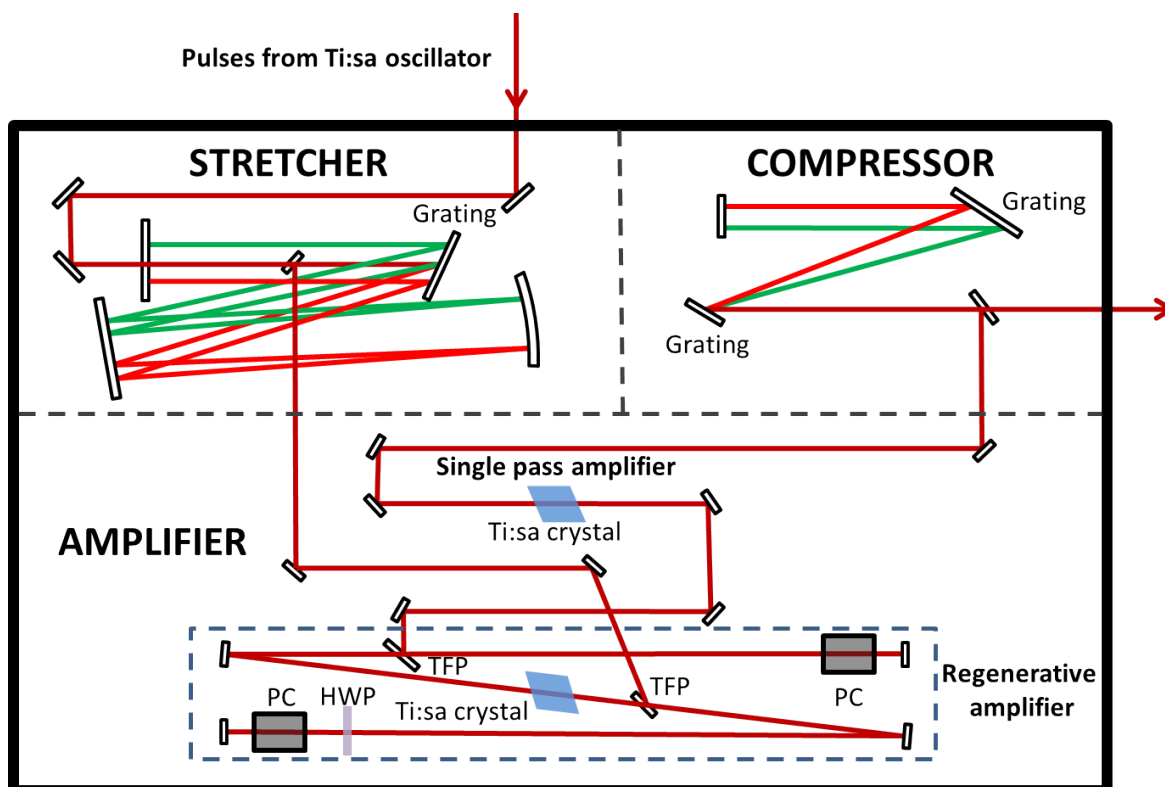 Pulses from Ti:sa oscillator
STRETCHER
COMPRESSOR
Grating
Grating
Grating
Single pass amplifier
Ti:sa crystal
AMPLIFIER
TFP
TFP
PC
HWP
Ti:sa crystal
PC
Regenerative
amplifier